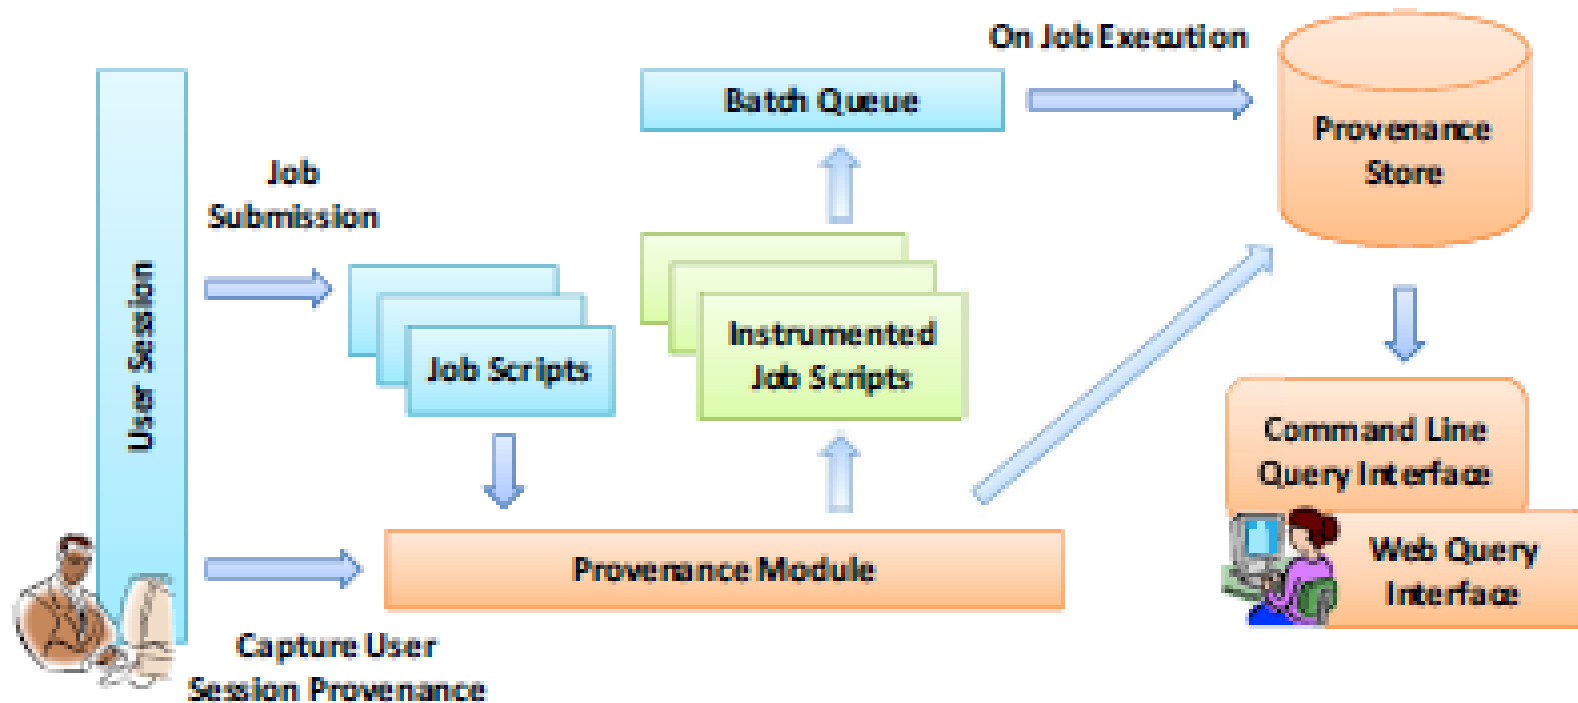 On Job Execution
Batch Queue
Provenance
Store
Job
Submission
User Session
Instrumented
Job Scripts
Job Scripts
Command Line
Query Interface
Provenance Module
Web Query
Interface
Capture User
Session Provenance